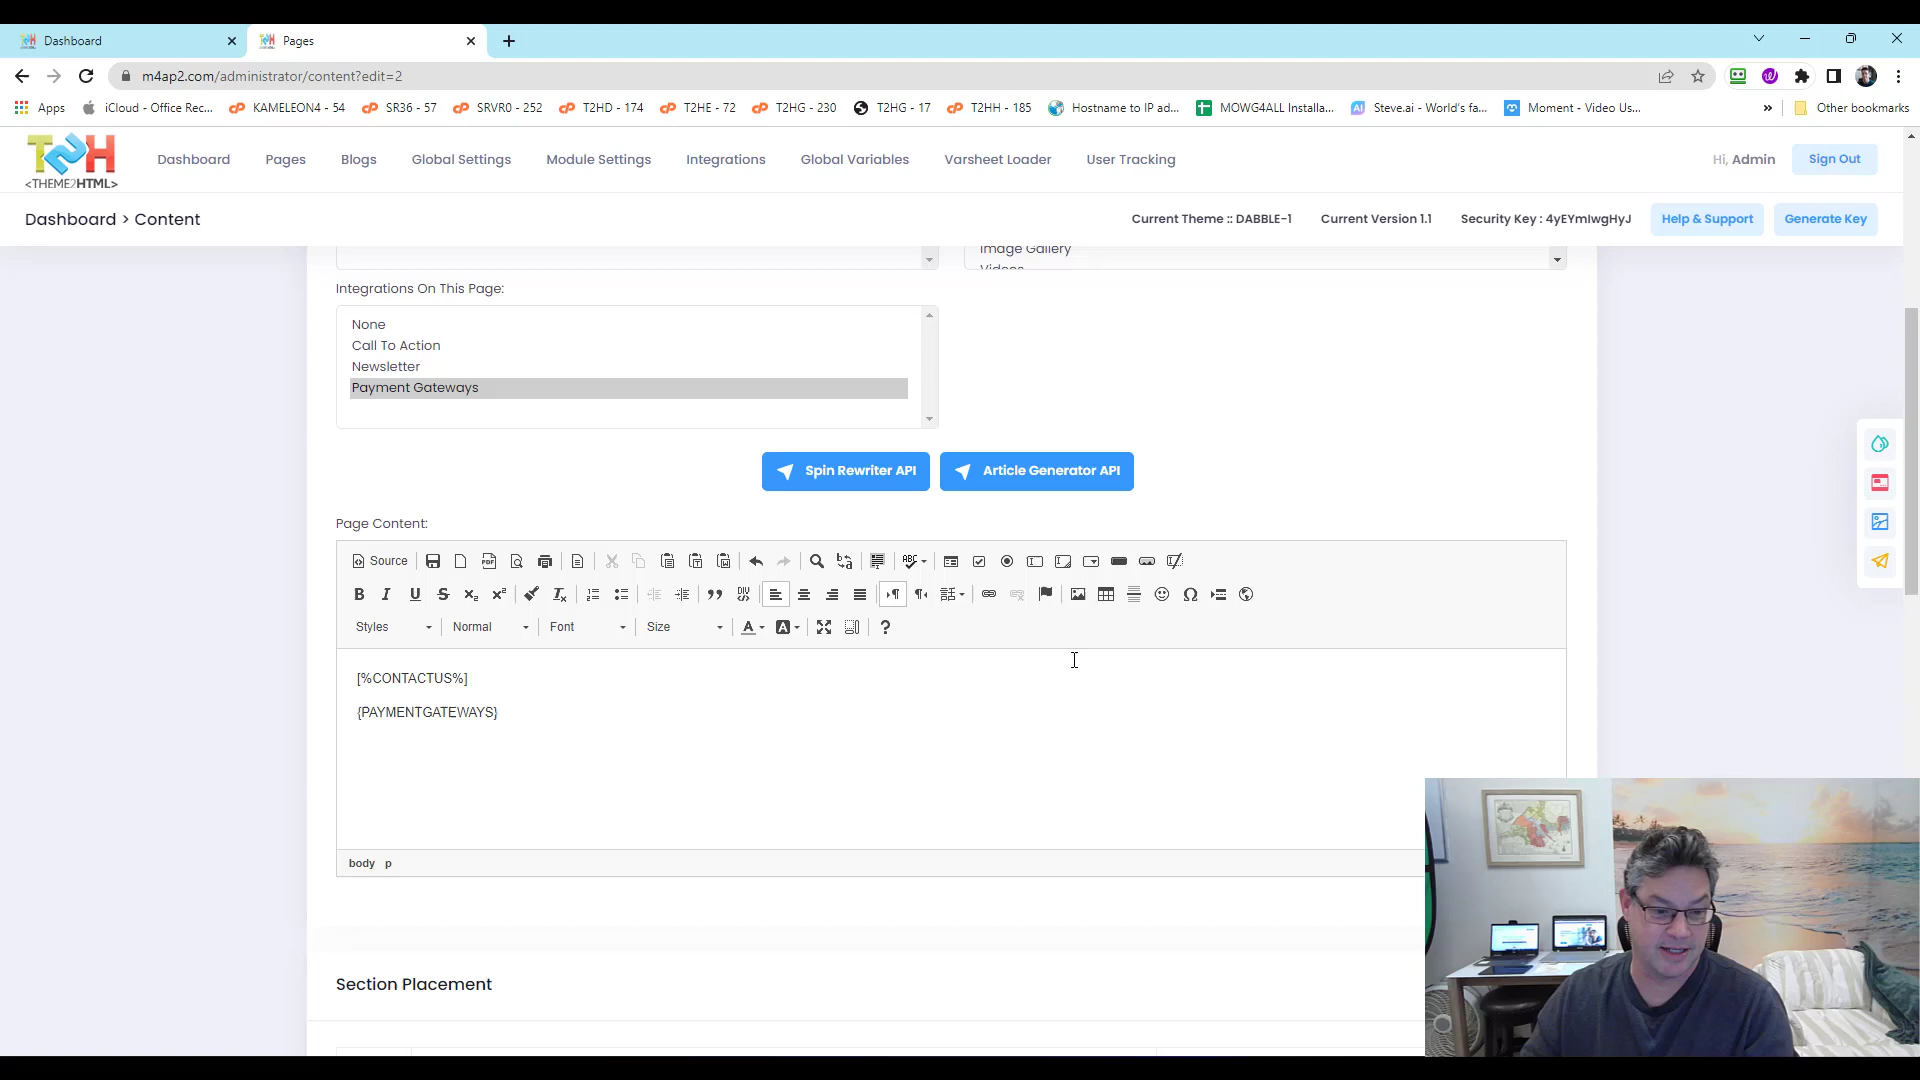 Dashboard
Pages
m4ap2.com/administrator/content?edit=2
Apps
iCloud - Office Rec...
KAMELEON4 - 54
SR36 - 57
SRVR0 - 252
T2HD - 174
T2HE - 72
T2HG - 230
T2HG - 17
T2HH - 185
Hostname to IP ad...
MOWG4ALL Installa...
Steve.ai - World's fa...
Moment - Video Us...
»
Other bookmarks
T2H
<THEME2HTML>
Dashboard
Pages
Blogs
Global Settings
Module Settings
Integrations
Global Variables
Varsheet Loader
User Tracking
Hi, Admin
Sign Out
Dashboard > Content
Current Theme :: DABBLE-1
Current Version 1.1
Security Key : 4yEYmIwgHyJ
Help & Support
Generate Key
Image Gallery
Videos
Integrations On This Page:
None
Call To Action
Newsletter
Payment Gateways
Spin Rewriter API
Article Generator API
Page Content:
Source
Styles
Normal
Font
Size
[%CONTACTUS%]
{PAYMENTGATEWAYS}
body p
Section Placement